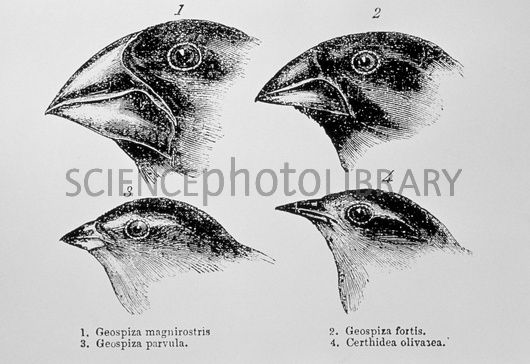 1
2
SCIENCEphotoLIBRARY
3
4
1. Geospiza magnirostris
2. Geospiza fortis.
3. Geospiza parvula.
4. Certhidea olivacea.